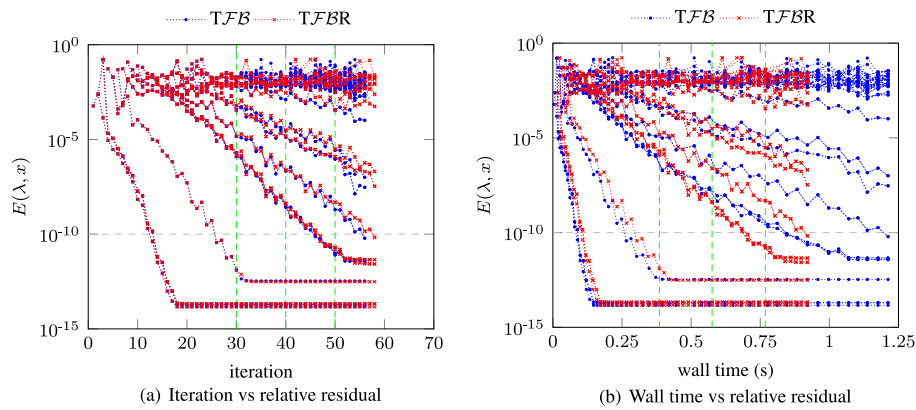 TFB TFBR
10^0
10^-5
10^-10
10^-15
E(λ, x)
0 10 20 30 40 50 60 70
iteration
(a) Iteration vs relative residual
TFB TFBR
10^0
10^-5
10^-10
10^-15
E(λ, x)
0 0.25 0.5 0.75 1 1.25
wall time (s)
(b) Wall time vs relative residual